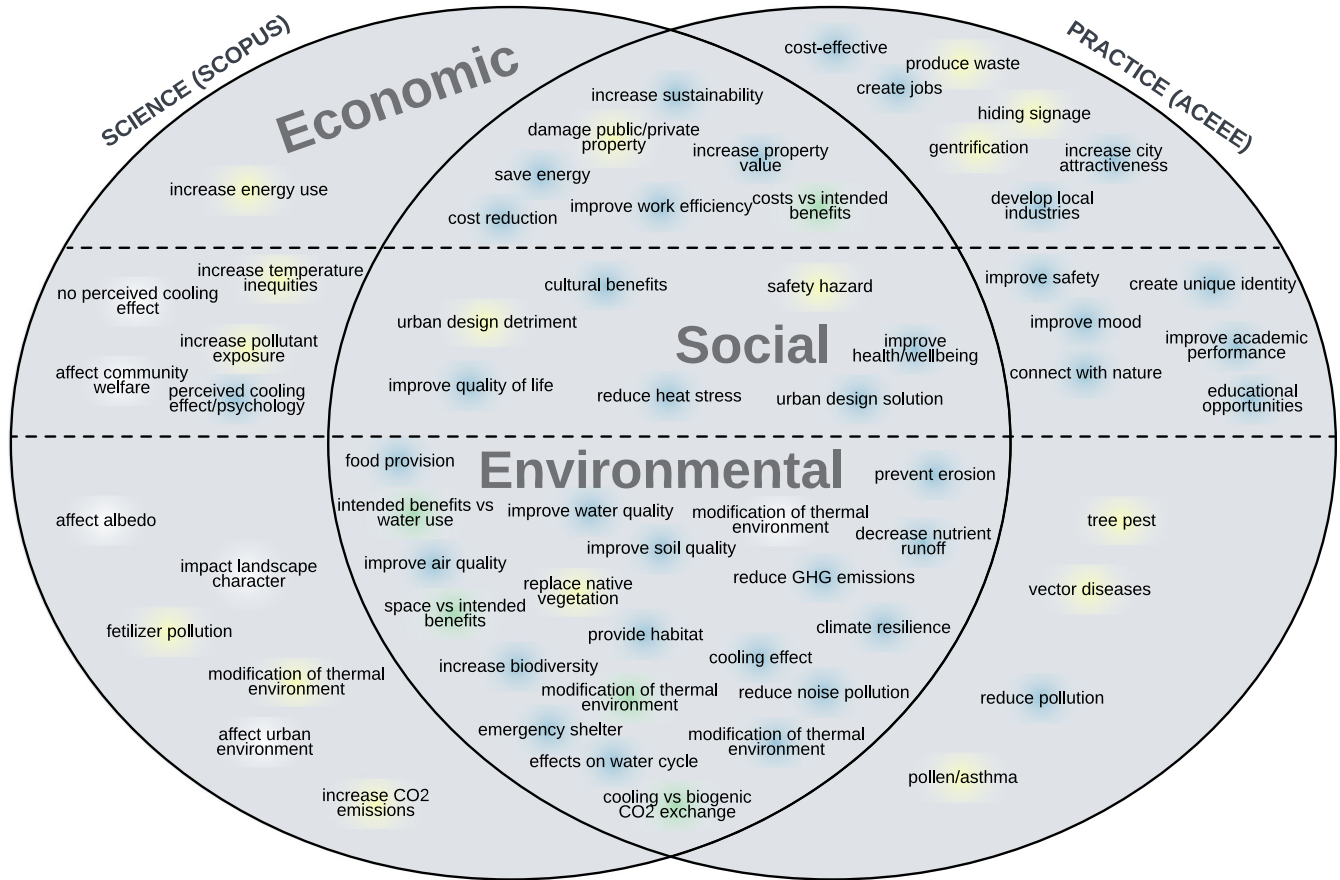 SCIENCE (SCOPUS)
PRACTICE (ACEEE)
Economic
increase energy use
increase sustainability
damage public/private
property
increase property
value
save energy
cost reduction
improve work efficiency
costs vs intended
benefits
cost-effective
produce waste
create jobs
hiding signage
gentrification
increase city
attractiveness
develop local
industries
increase temperature
inequities
no perceived cooling
effect
increase pollutant
exposure
affect community
welfare
perceived cooling
effect/psychology
cultural benefits
safety hazard
urban design detriment
Social
improve
health/wellbeing
improve quality of life
reduce heat stress
urban design solution
improve safety
create unique identity
improve mood
improve academic
performance
connect with nature
educational
opportunities
affect albedo
impact landscape
character
fetilizer pollution
modification of thermal
environment
affect urban
environment
increase CO2
emissions
food provision
Environmental
prevent erosion
intended benefits vs
water use
improve water quality
modification of thermal
environment
decrease nutrient
runoff
improve soil quality
improve air quality
reduce GHG emissions
replace native
vegetation
space vs intended
benefits
provide habitat
climate resilience
cooling effect
increase biodiversity
modification of thermal
environment
reduce noise pollution
emergency shelter
modification of thermal
environment
effects on water cycle
cooling vs biogenic
CO2 exchange
tree pest
vector diseases
reduce pollution
pollen/asthma